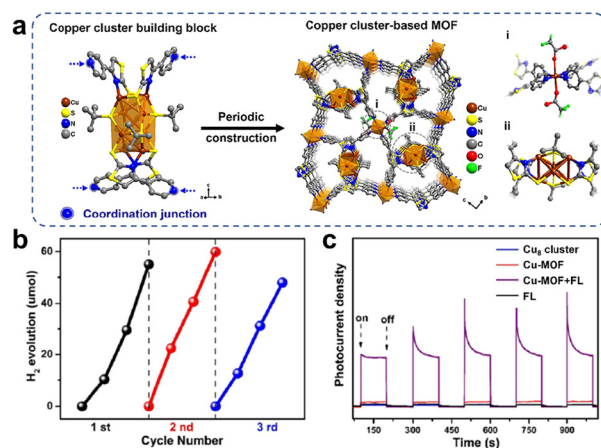 a
Copper cluster building block
Copper cluster-based MOF
i
Cu
S
N
C
Periodic
construction
i
ii
Cu
S
N
C
O
F
ii
Coordination junction
c
a
b
c
b
b
H2 evolution (umol)
60
40
20
0
1 st
2 nd
3 rd
Cycle Number
c
Photocurrent density
on
off
Cu8 cluster
Cu-MOF
Cu-MOF+FL
FL
150
300
450
600
750
900
Time (s)